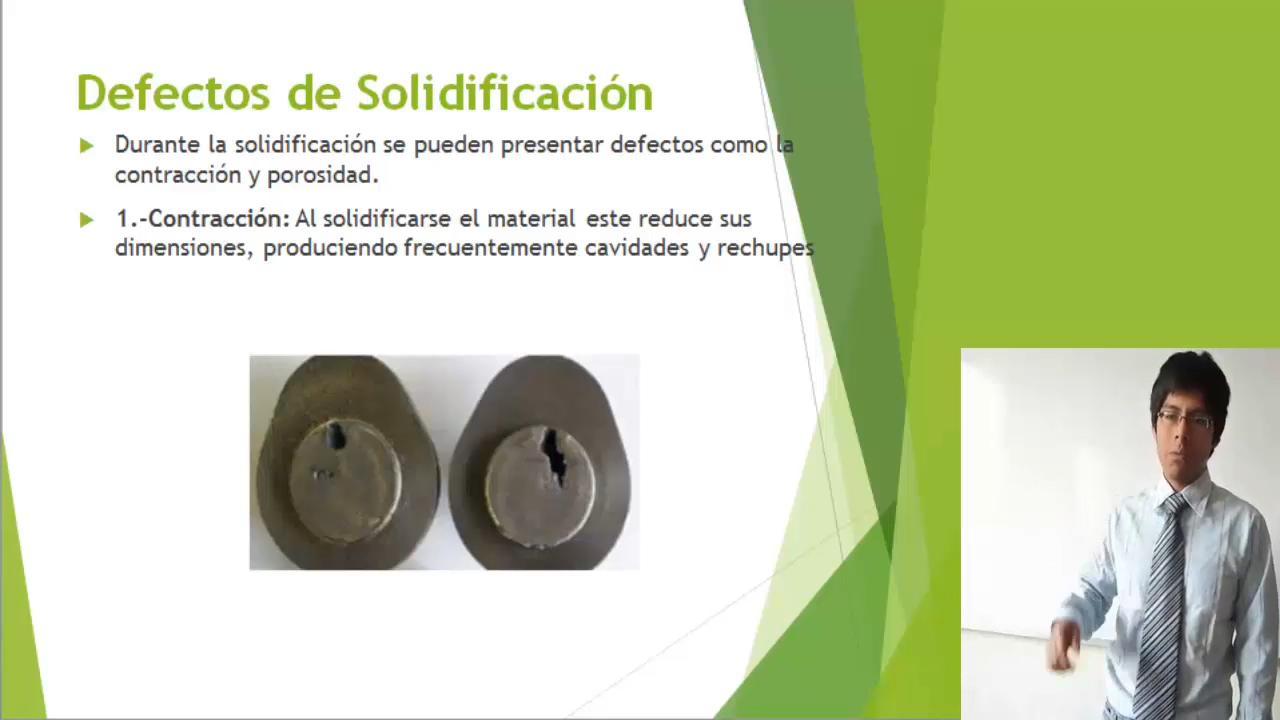 Defectos de Solidificación
Durante la solidificación se pueden presentar defectos como la
contracción y porosidad.
1.-Contracción: Al solidificarse el material este reduce sus
dimensiones, produciendo frecuentemente cavidades y rechupes